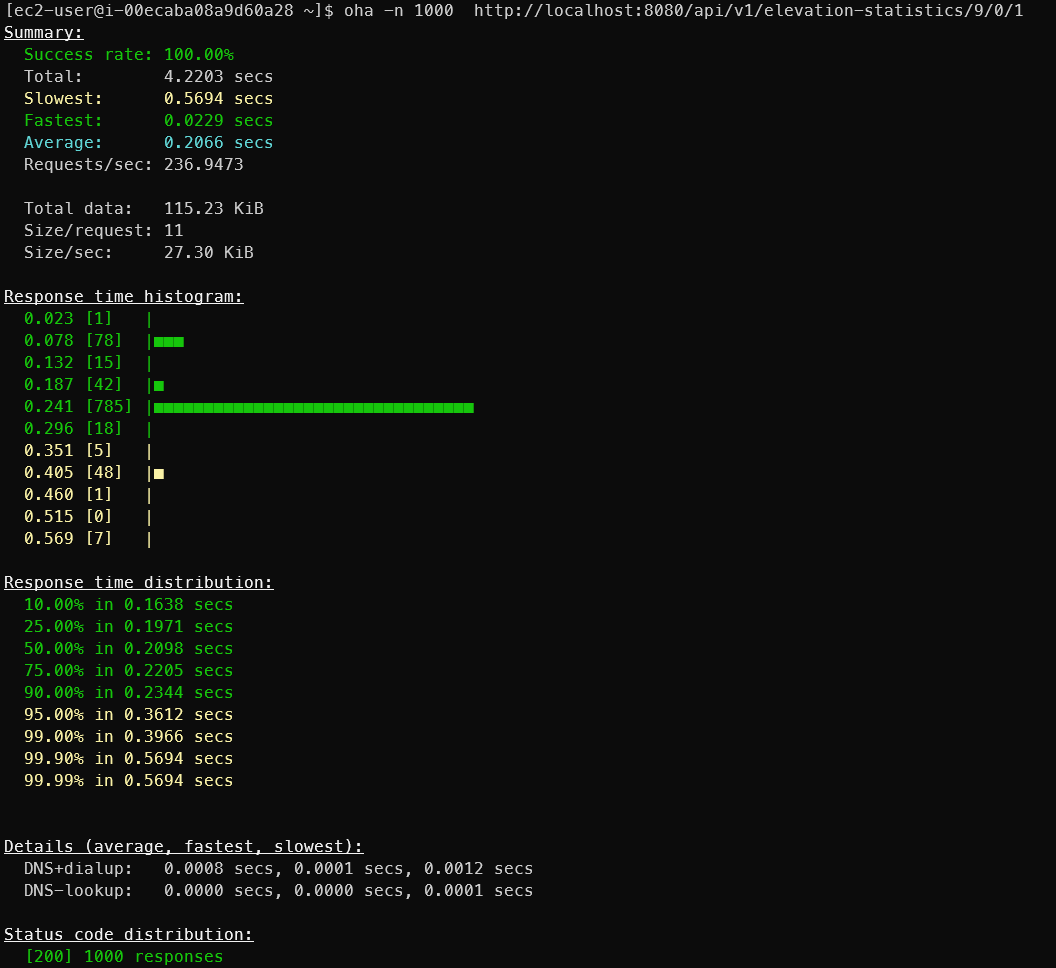 [ec2-user@i-00ecaba08a9d60a28 ~]$ oha -n 1000  http://localhost:8080/api/v1/elevation-statistics/9/0/1
Summary:
  Success rate: 100.00%
  Total:        4.2203 secs
  Slowest:      0.5694 secs
  Fastest:      0.0229 secs
  Average:      0.2066 secs
  Requests/sec: 236.9473

  Total data:   115.23 KiB
  Size/request: 11
  Size/sec:     27.30 KiB

Response time histogram:
  0.023 [1]   |
  0.078 [78]  |■■■
  0.132 [15]  |
  0.187 [42]  |■
  0.241 [785] |■■■■■■■■■■■■■■■■■■■■■■■■■■■■■■■■
  0.296 [18]  |
  0.351 [5]   |
  0.405 [48]  |■
  0.460 [1]   |
  0.515 [0]   |
  0.569 [7]   |

Response time distribution:
  10.00% in 0.1638 secs
  25.00% in 0.1971 secs
  50.00% in 0.2098 secs
  75.00% in 0.2205 secs
  90.00% in 0.2344 secs
  95.00% in 0.3612 secs
  99.00% in 0.3966 secs
  99.90% in 0.5694 secs
  99.99% in 0.5694 secs

Details (average, fastest, slowest):
  DNS+dialup:   0.0008 secs, 0.0001 secs, 0.0012 secs
  DNS-lookup:   0.0000 secs, 0.0000 secs, 0.0001 secs

Status code distribution:
  [200] 1000 responses